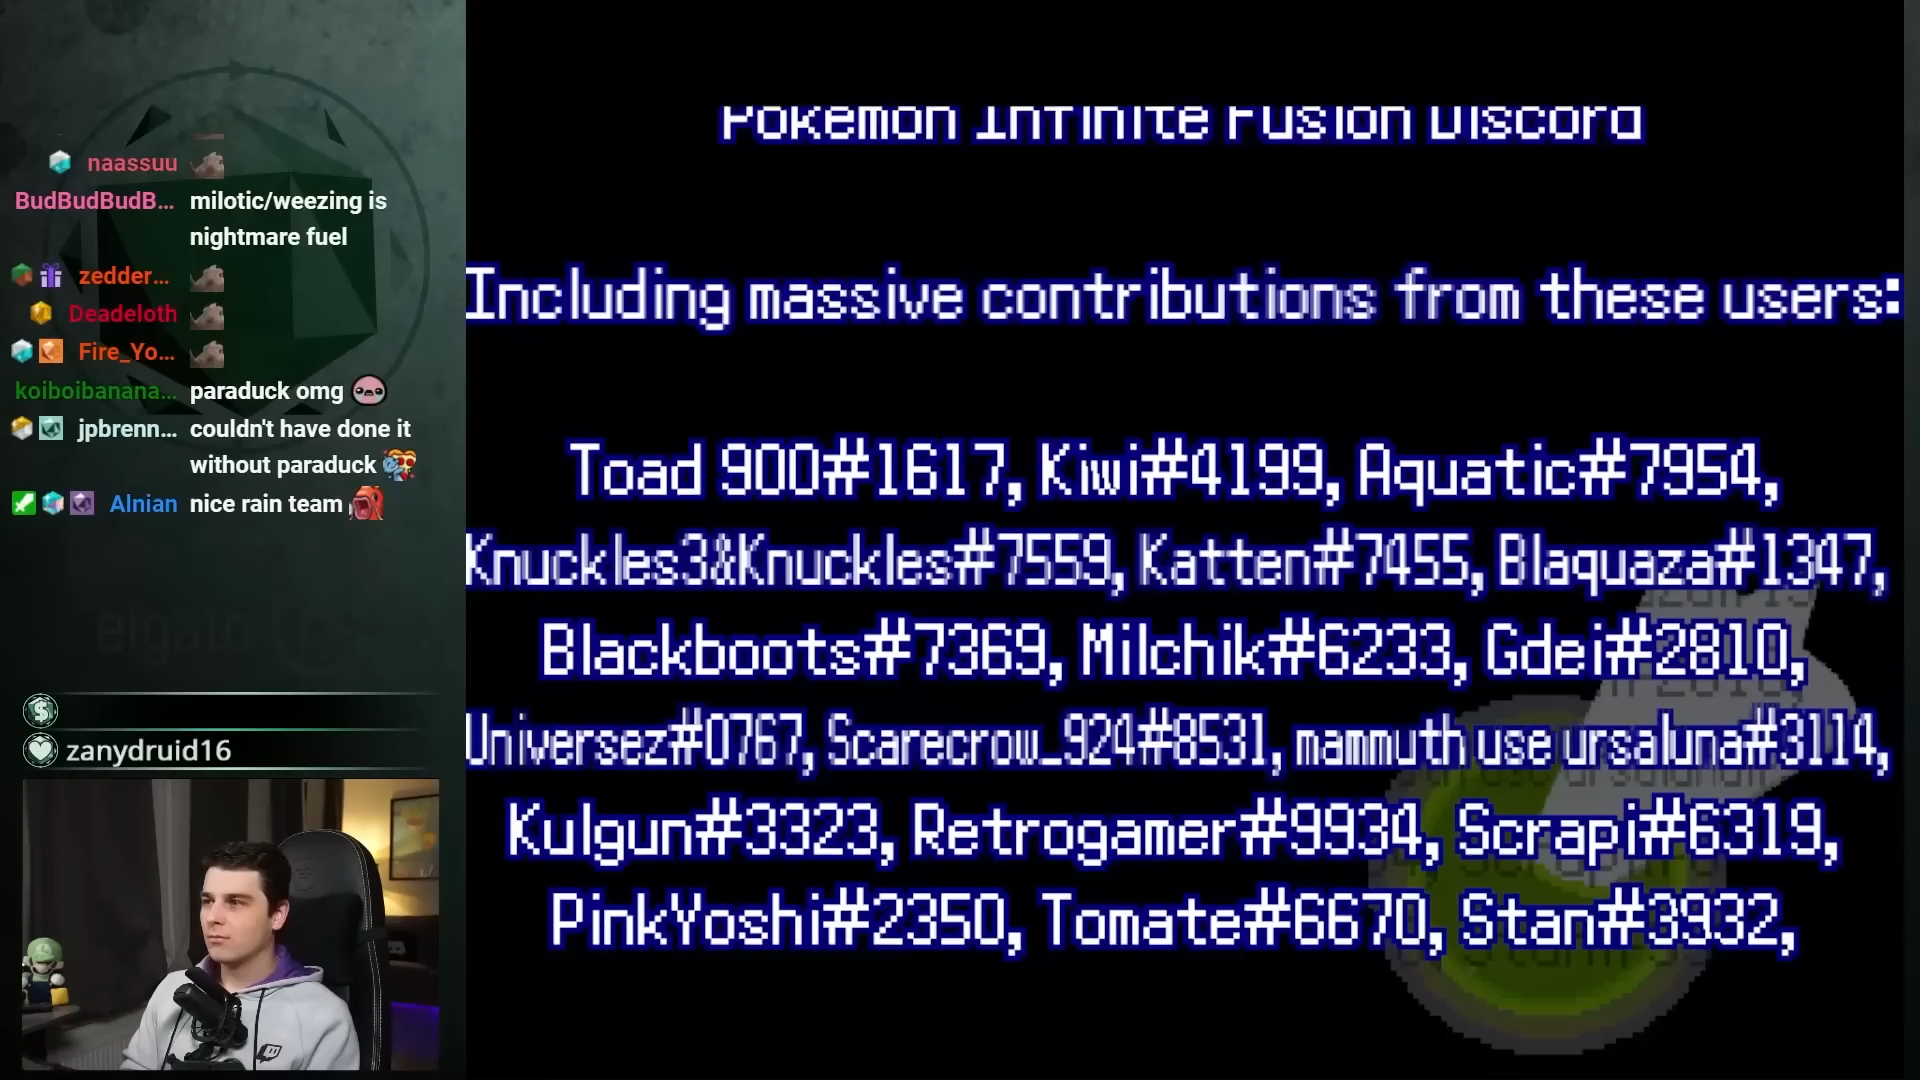 naassuu
BudBudBudB... milotic/weezing is
nightmare fuel
zedder...
Deadeloth
Fire_Yo...
koiboibanana... paraduck omg
jpbrenn... couldn't have done it
without paraduck
Alnian nice rain team
elgato
$
zanydruid16
Pokémon Infinite Fusion Discord
Including massive contributions from these users:
Toad 900#1617, Kiwi#4199, Aquatic#7954,
Knuckles3&Knuckles#7559, Katten#7455, Blaquaza#1347,
Blackboots#7369, Milchik#6233, Gdei#2810,
Universez#0767, Scarecrow_924#8531, mammuth use ursaluna#3114,
Kulgun#3323, Retrogamer#9934, Scrapi#6319,
PinkYoshi#2350, Tomate#6670, Stan#3932,